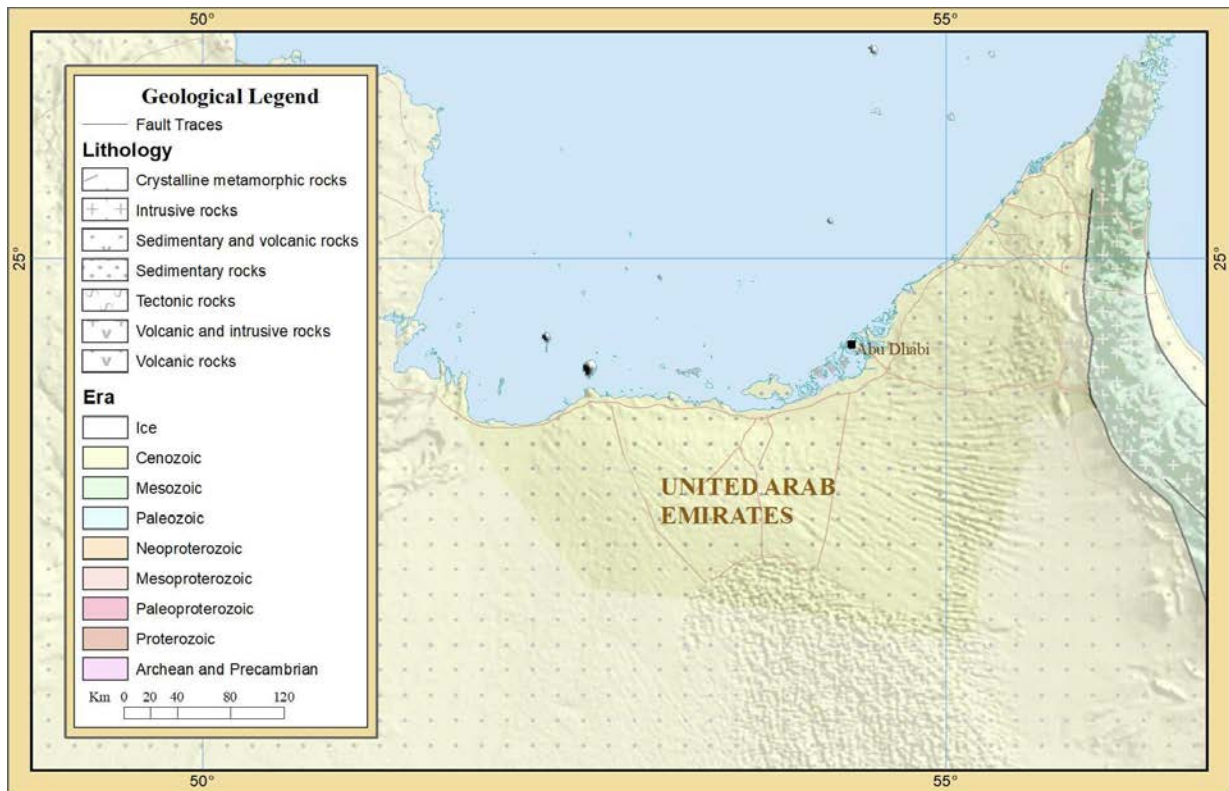 50°
55°
Geological Legend
Fault Traces
Lithology
Crystalline metamorphic rocks
Intrusive rocks
Sedimentary and volcanic rocks
Sedimentary rocks
Tectonic rocks
Volcanic and intrusive rocks
Volcanic rocks
Era
Ice
Cenozoic
Mesozoic
Paleozoic
Neoproterozoic
Mesoproterozoic
Paleoproterozoic
Proterozoic
Archean and Precambrian
Km 0 20 40 80 120
25°
25°
Abu Dhabi
UNITED ARAB
EMIRATES
50°
55°